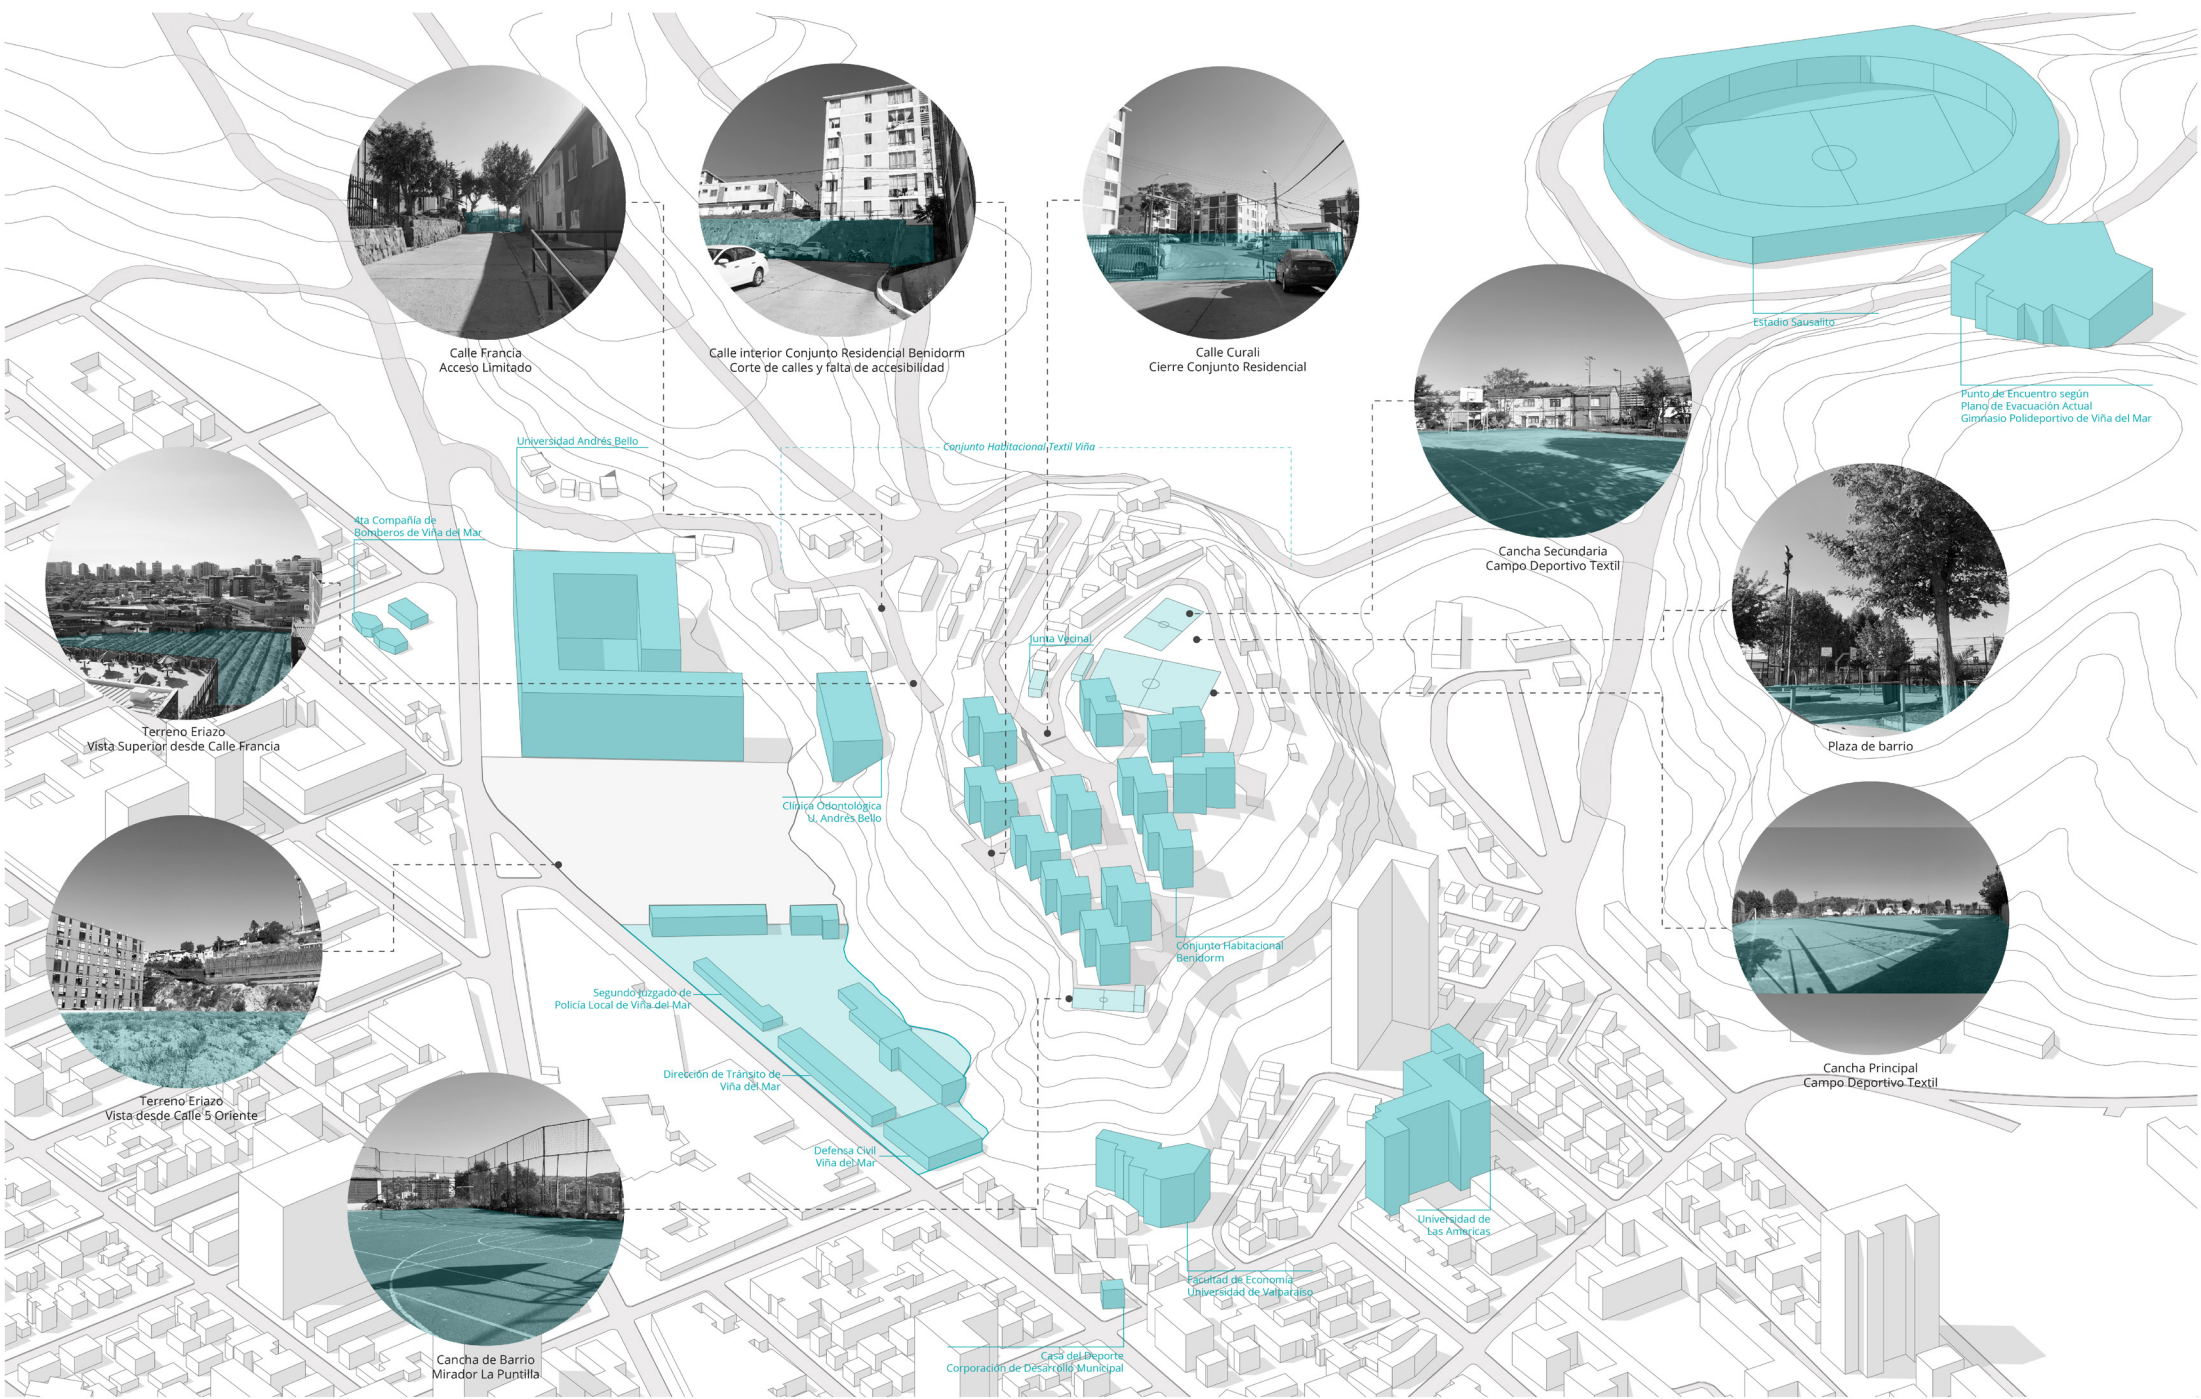 Calle Francia
Acceso Limitado
Calle interior Conjunto Residencial Benidorm
Corte de calles y falta de accesibilidad
Calle Curali
Cierre Conjunto Residencial
Estadio Sausalito
Punto de Encuentro según
Plano de Evacuación Actual
Gimnasio Polideportivo de Viña del Mar
Universidad Andrés Bello
Conjunto Habitacional Textil Viña
4ta Compañía de
Bomberos de Viña del Mar
Cancha Secundaria
Campo Deportivo Textil
Junta Vecinal
Terreno Eriazo
Vista Superior desde Calle Francia
Plaza de barrio
Clínica Odontológica
U. Andrés Bello
Conjunto Habitacional
Benidorm
Segundo Juzgado de
Policía Local de Viña del Mar
Dirección de Tránsito de
Viña del Mar
Cancha Principal
Campo Deportivo Textil
Terreno Eriazo
Vista desde Calle 5 Oriente
Defensa Civil
Viña del Mar
Universidad de
Las Americas
Facultad de Economía
Universidad de Valparaíso
Casa del Deporte
Corporación de Desarrollo Municipal
Cancha de Barrio
Mirador La Puntilla